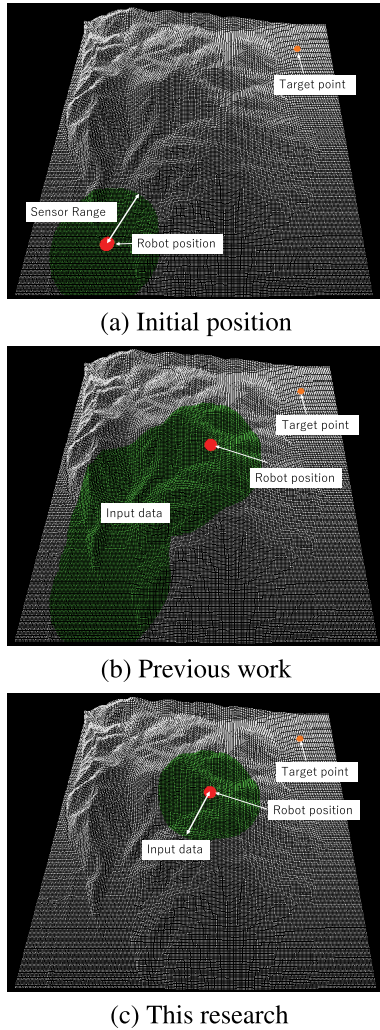 Target point
Sensor Range
Robot position
(a) Initial position
Target point
Robot position
Input data
(b) Previous work
Target point
Robot position
Input data
(c) This research